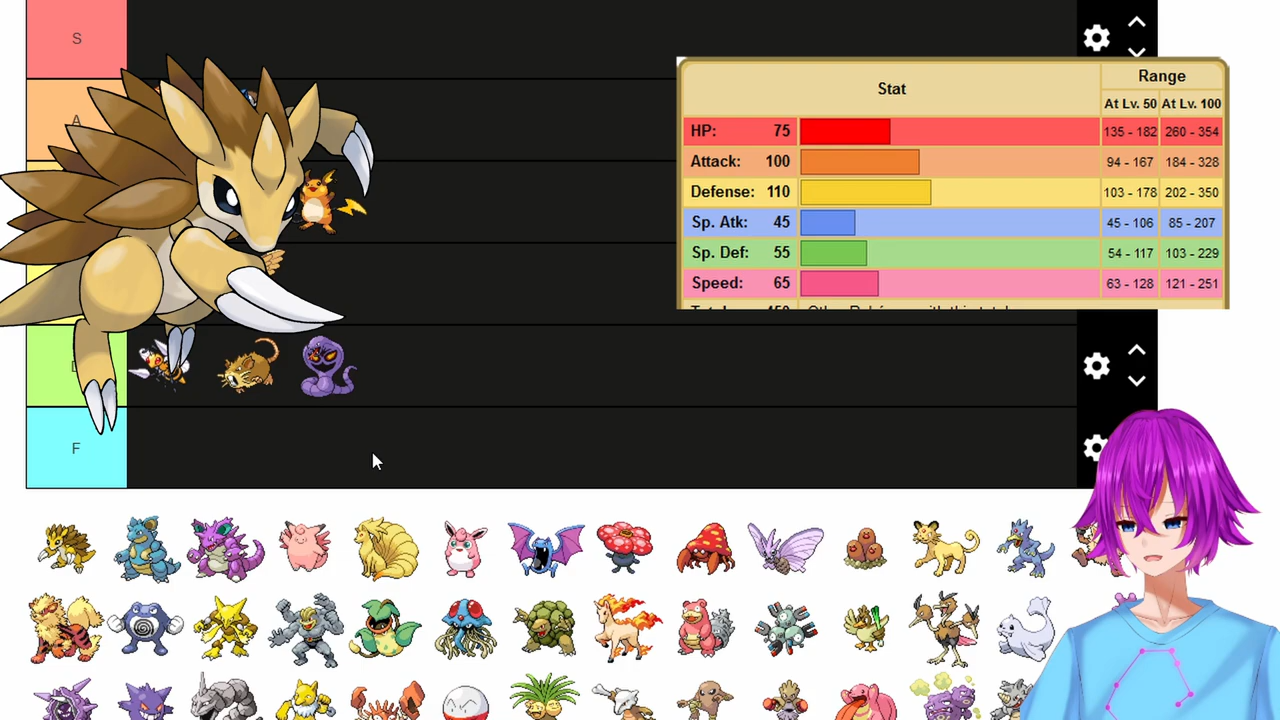 S
Stat
Range
At Lv. 50 At Lv. 100
HP: 75 135 - 182 260 - 354
Attack: 100 94 - 167 184 - 328
Defense: 110 103 - 178 202 - 350
Sp. Atk: 45 45 - 106 85 - 207
Sp. Def: 55 54 - 117 103 - 229
Speed: 65 63 - 128 121 - 251
A
F